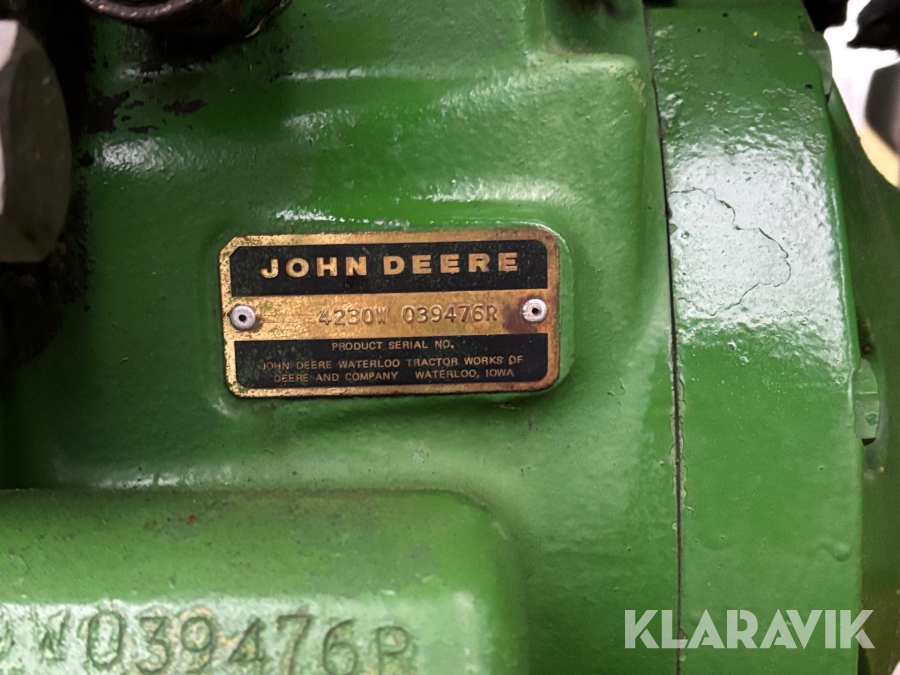 JOHN DEERE
4230W 039476R
PRODUCT SERIAL NO.
JOHN DEERE WATERLOO TRACTOR WORKS OF
DEERE AND COMPANY WATERLOO, IOWA
W039476R
KLARAVIK